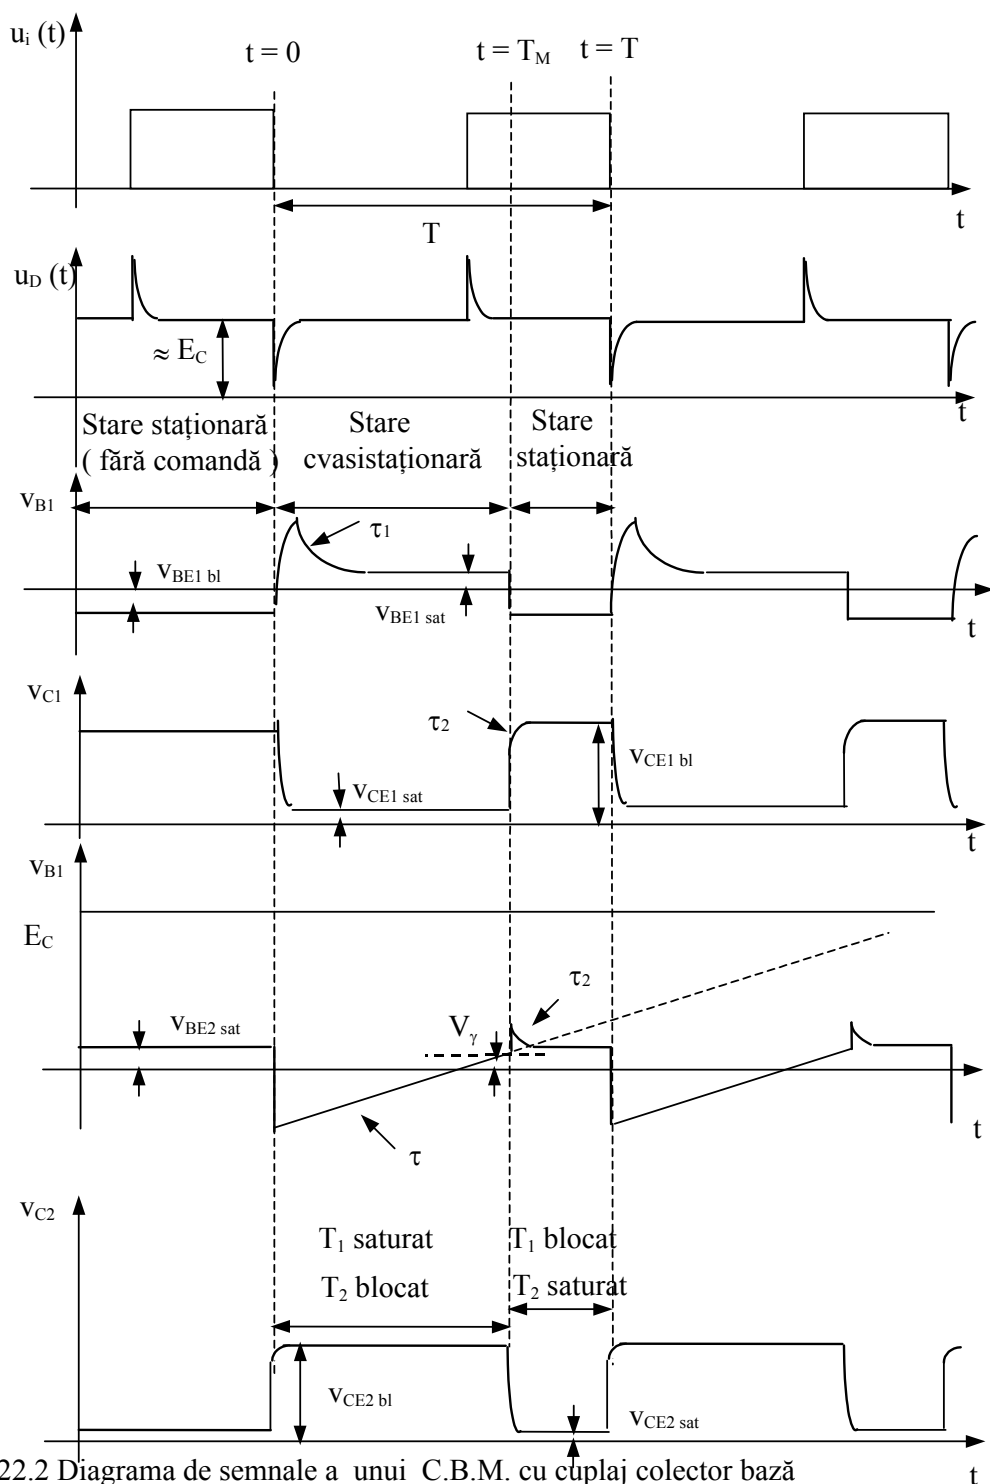 uᵢ (t)
t = 0
t = T_M
t = T
T
t
u_D (t)
≈ E_C
t
Stare staționară
( fără comandă )
Stare
cvasistaționară
Stare
staționară
v_B1
τ₁
v_BE1 bl
v_BE1 sat
t
v_C1
τ₂
v_CE1 bl
v_CE1 sat
t
v_B1
E_C
τ₂
v_BE2 sat
V_γ
τ
t
v_C2
T₁ saturat
T₂ blocat
T₁ blocat
T₂ saturat
v_CE2 bl
v_CE2 sat
t
22.2 Diagrama de semnale a unui C.B.M. cu cuplaj colector bază